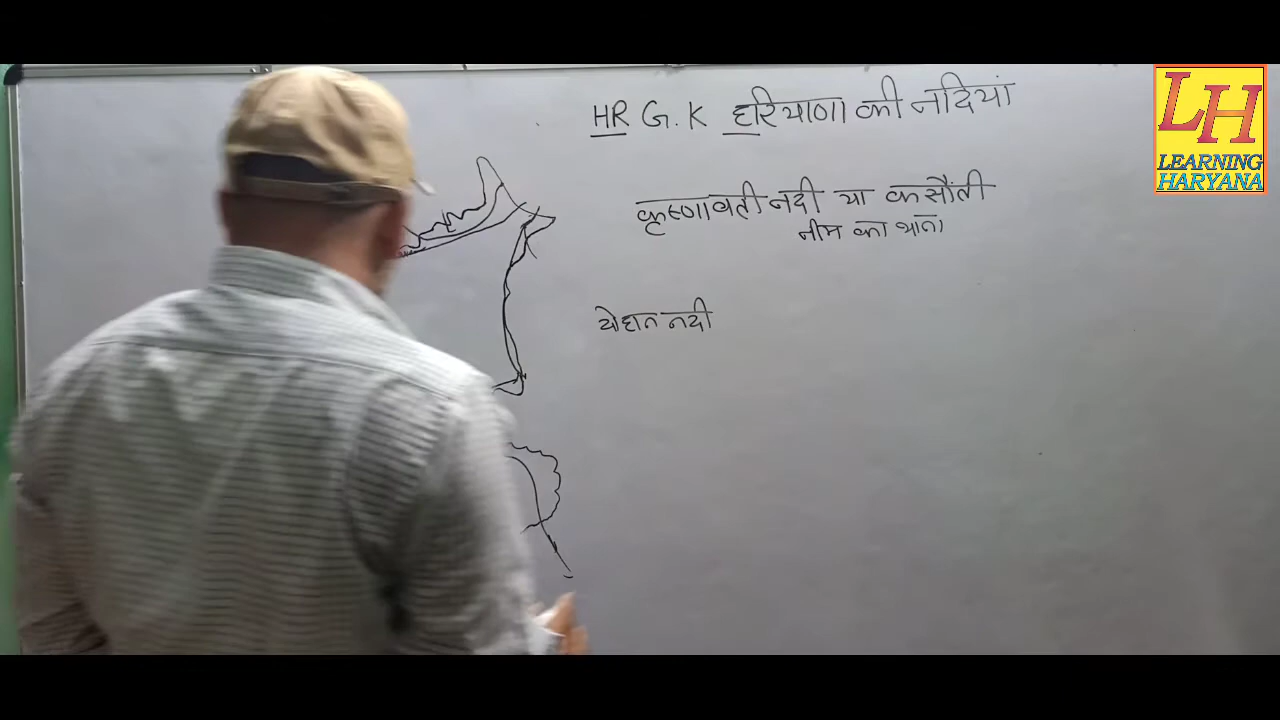 HR G.K हरियाणा की नदियां
कृष्णावती नदी या कसौंती
नीम का थाना
दोहान नदी
LH
LEARNING
HARYANA